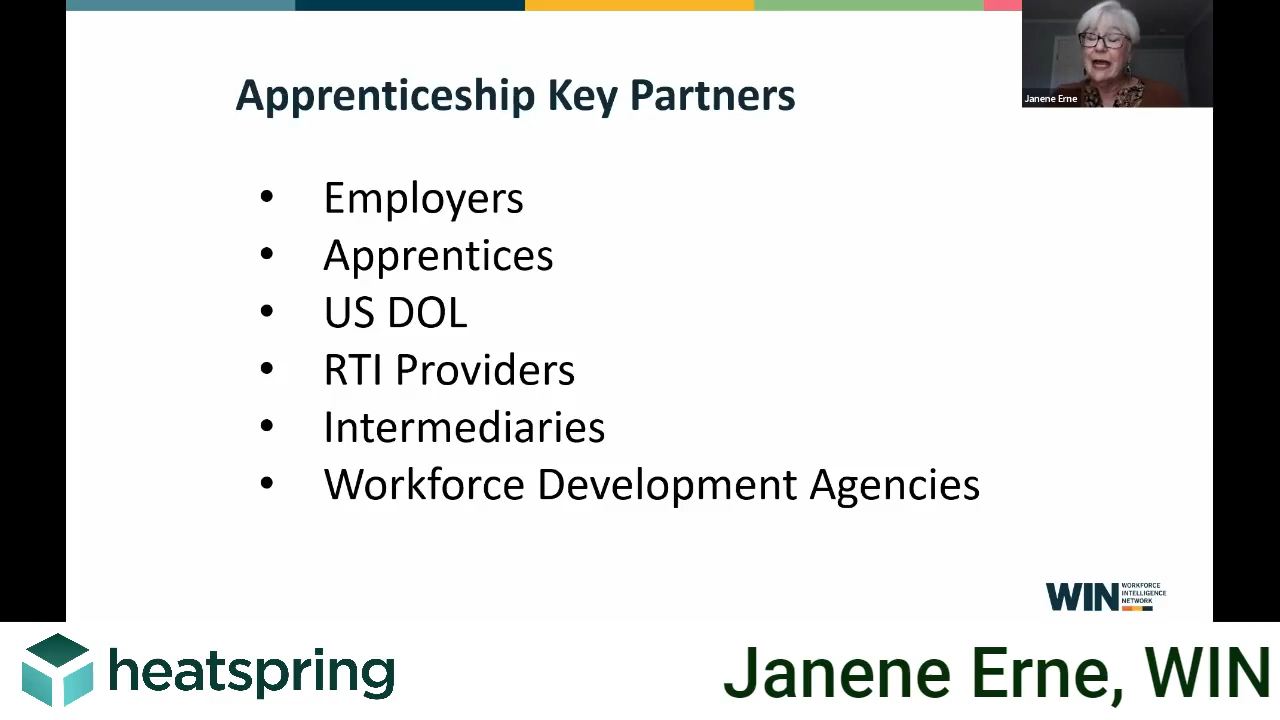 Apprenticeship Key Partners
Janene Erne
• Employers
• Apprentices
• US DOL
• RTI Providers
• Intermediaries
• Workforce Development Agencies
WIN WORKFORCE
INTELLIGENCE
NETWORK
heatspring
Janene Erne, WIN